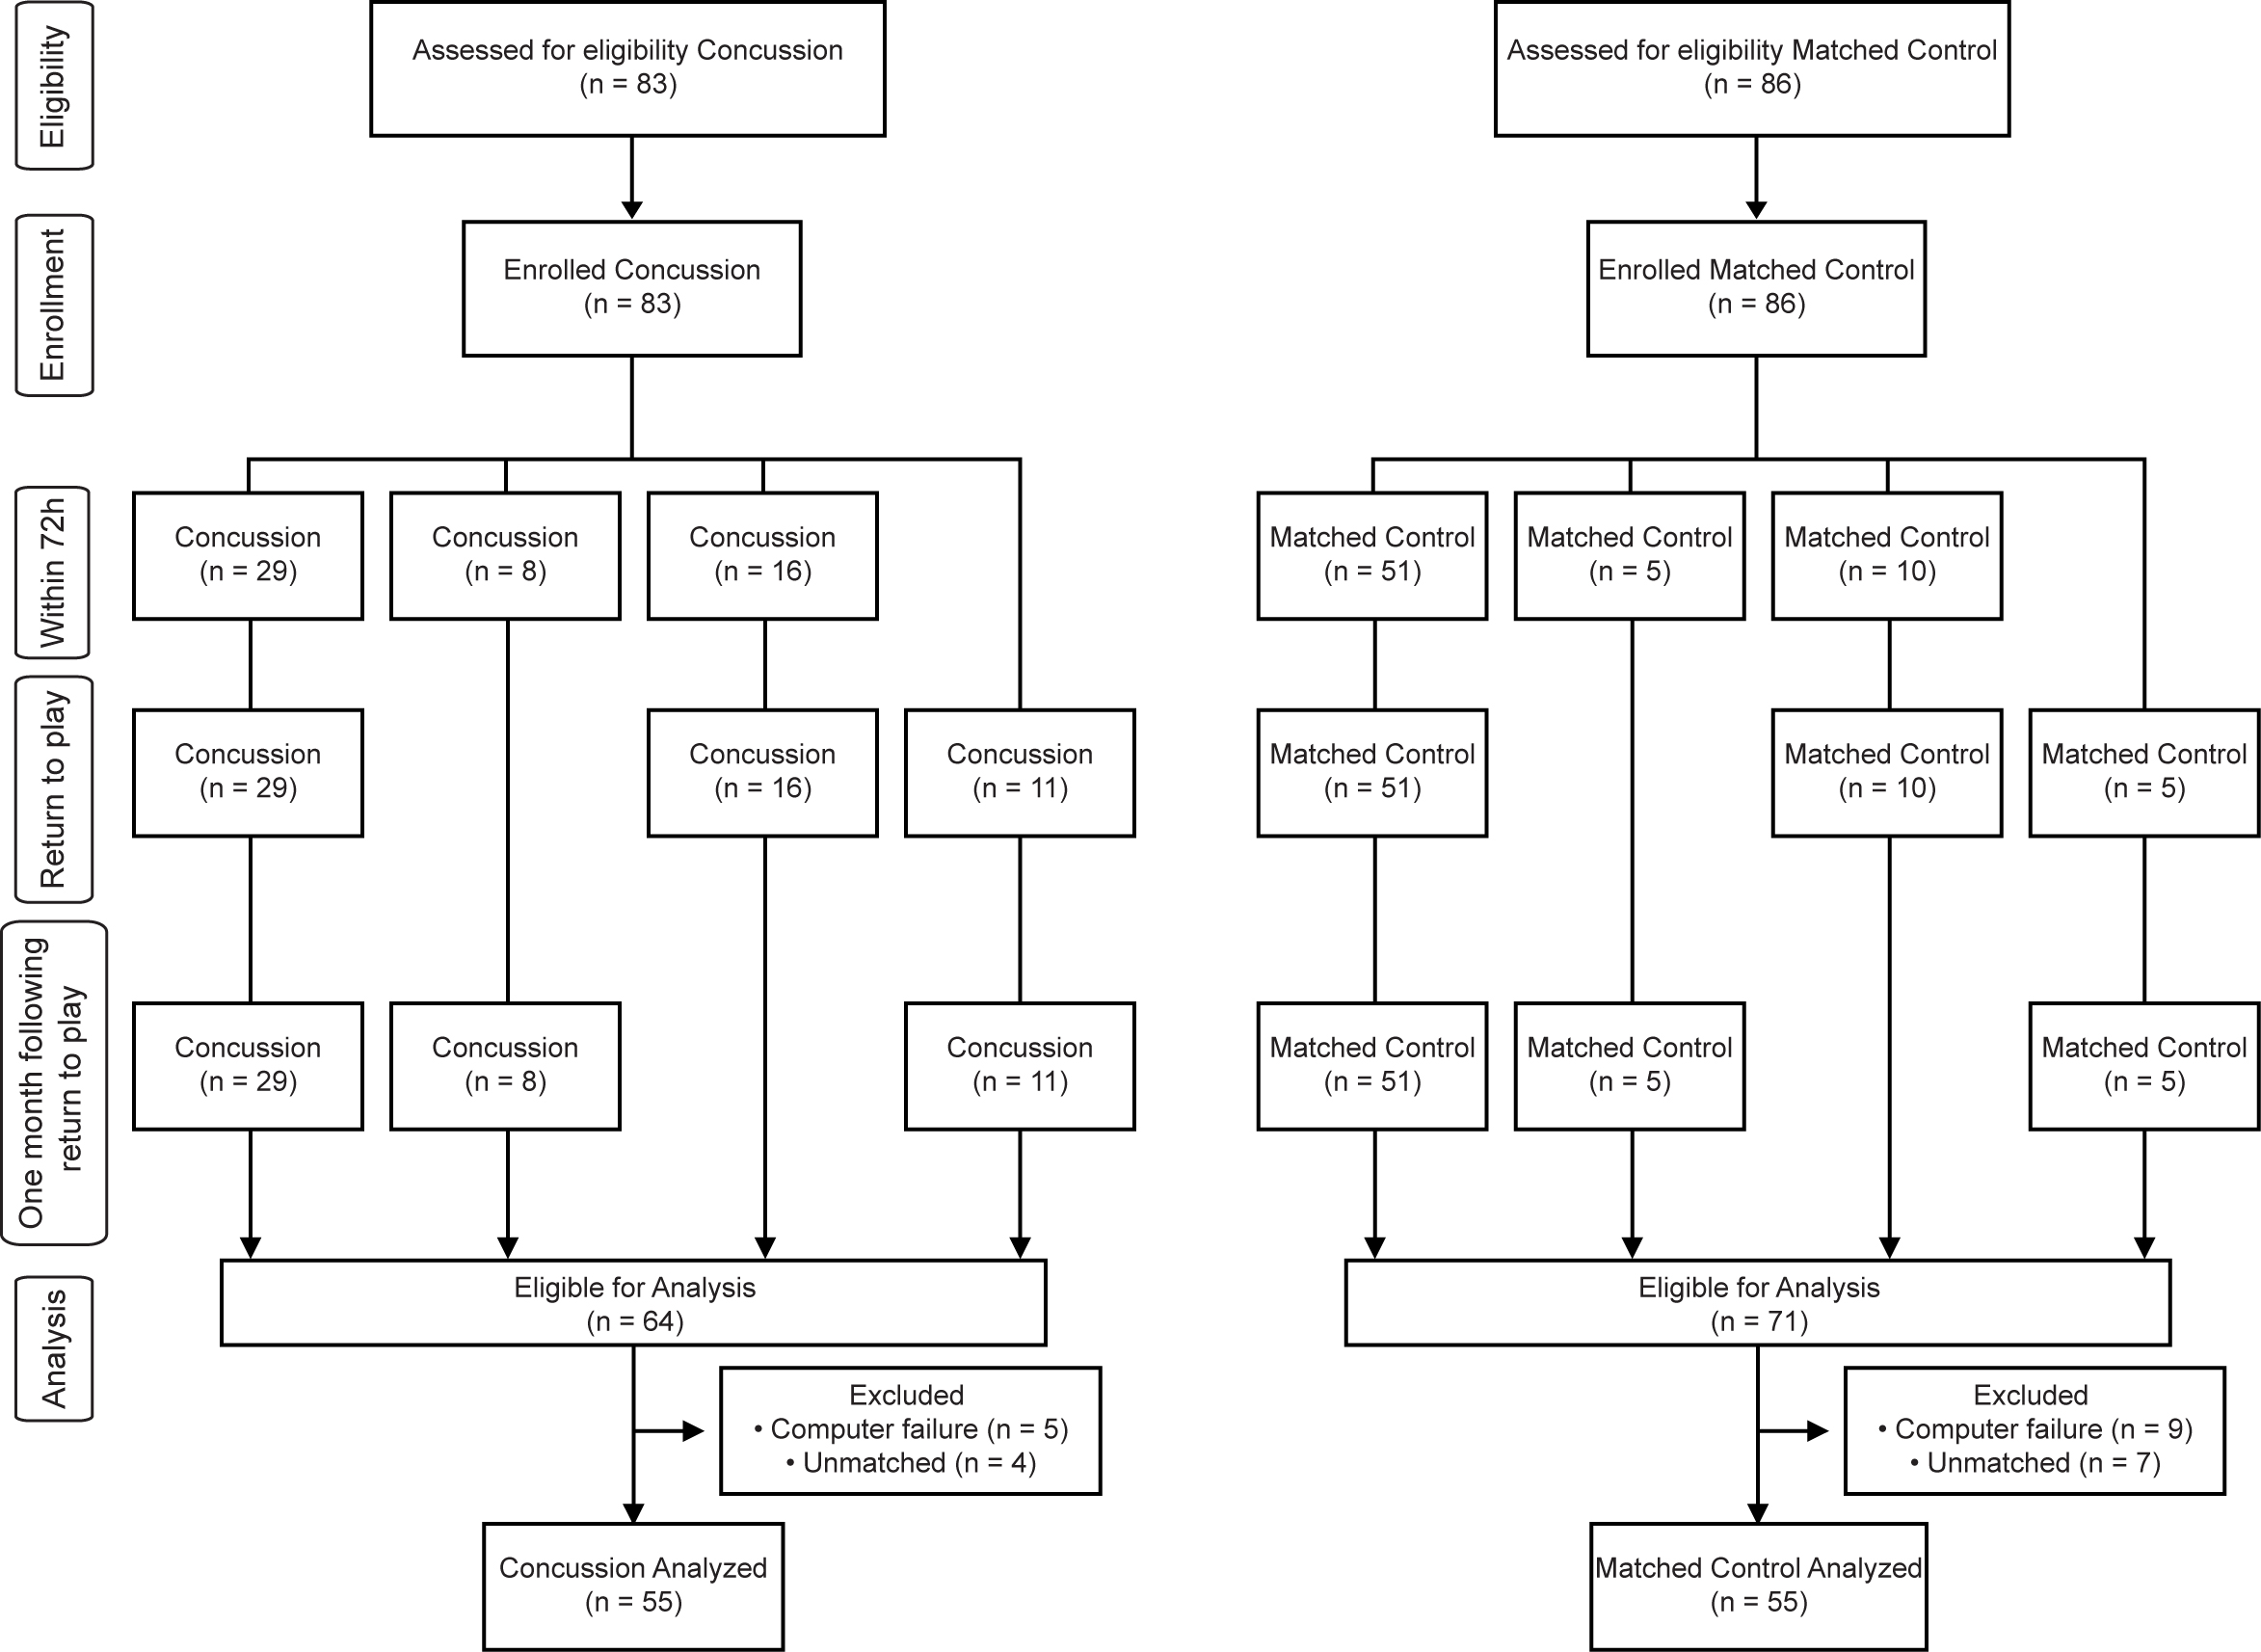 Eligibility
Assessed for eligibility Concussion
(n = 83)
Assessed for eligibility Matched Control
(n = 86)
Enrollment
Enrolled Concussion
(n = 83)
Enrolled Matched Control
(n = 86)
Within 72h
Concussion
(n = 29)
Concussion
(n = 8)
Concussion
(n = 16)
Matched Control
(n = 51)
Matched Control
(n = 5)
Matched Control
(n = 10)
Return to play
Concussion
(n = 29)
Concussion
(n = 16)
Concussion
(n = 11)
Matched Control
(n = 51)
Matched Control
(n = 10)
Matched Control
(n = 5)
One month following
return to play
Concussion
(n = 29)
Concussion
(n = 8)
Concussion
(n = 11)
Matched Control
(n = 51)
Matched Control
(n = 5)
Matched Control
(n = 5)
Analysis
Eligible for Analysis
(n = 64)
Eligible for Analysis
(n = 71)
Excluded
• Computer failure (n = 5)
• Unmatched (n = 4)
Excluded
• Computer failure (n = 9)
• Unmatched (n = 7)
Concussion Analyzed
(n = 55)
Matched Control Analyzed
(n = 55)